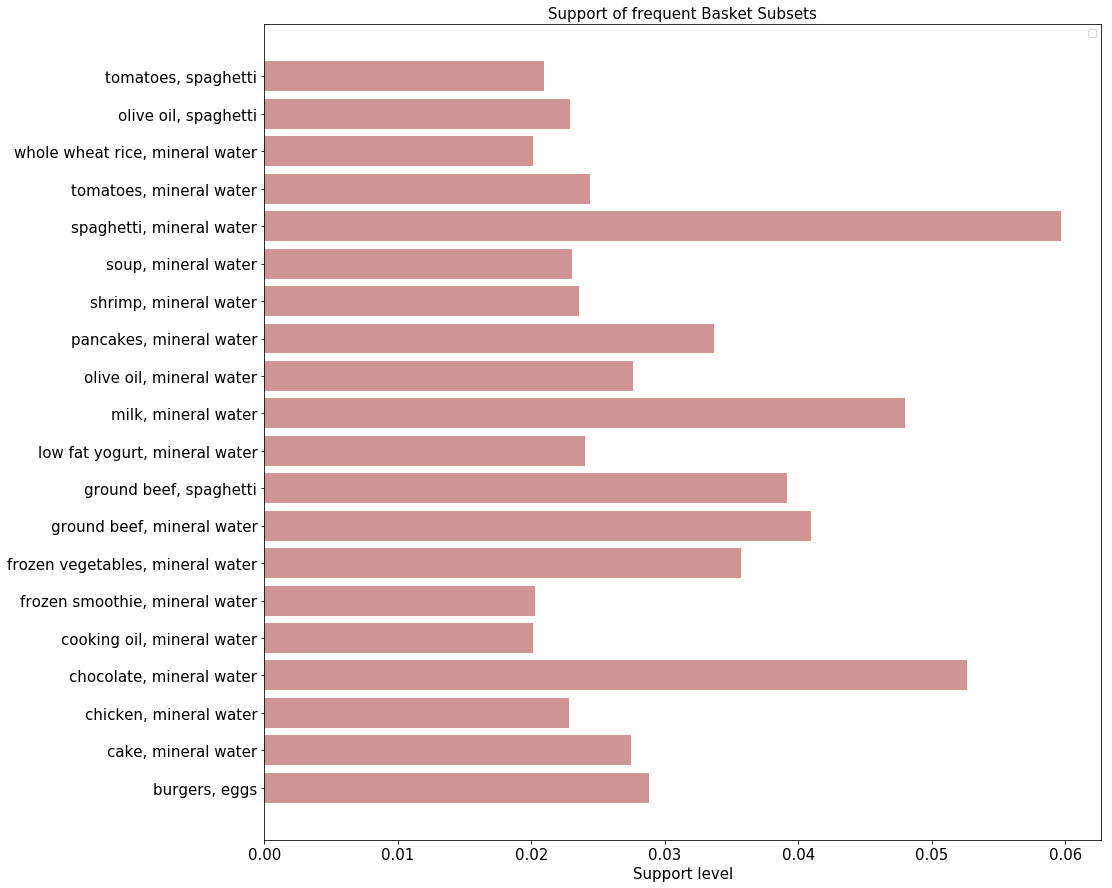 Support of frequent Basket Subsets
tomatoes, spaghetti
olive oil, spaghetti
whole wheat rice, mineral water
tomatoes, mineral water
spaghetti, mineral water
soup, mineral water
shrimp, mineral water
pancakes, mineral water
olive oil, mineral water
milk, mineral water
low fat yogurt, mineral water
ground beef, spaghetti
ground beef, mineral water
frozen vegetables, mineral water
frozen smoothie, mineral water
cooking oil, mineral water
chocolate, mineral water
chicken, mineral water
cake, mineral water
burgers, eggs
0.00 0.01 0.02 0.03 0.04 0.05 0.06
Support level